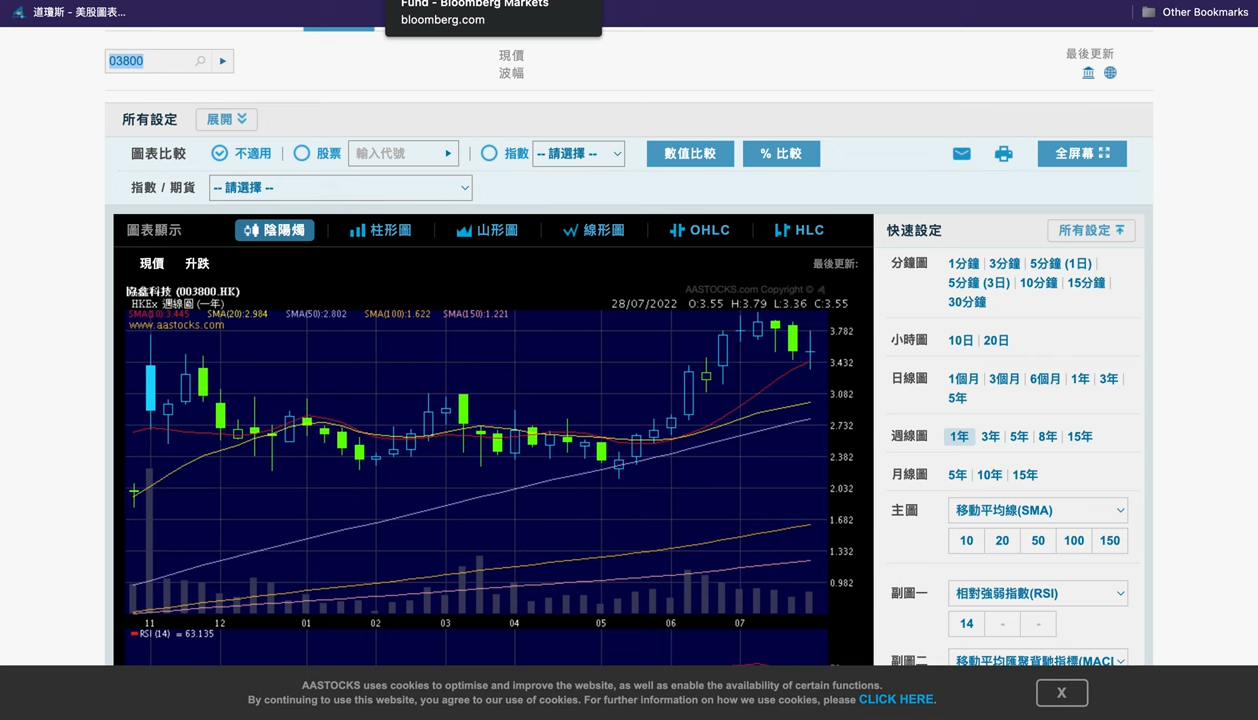 道瓊斯 - 美股圖表...
Fund - Bloomberg Markets
bloomberg.com
Other Bookmarks
03800
現價
波幅
最後更新
所有設定 展開
圖表比較 不適用 | 股票 輸入代號 | 指數 -- 請選擇 -- 數值比較 % 比較 全屏幕
指數 / 期貨 -- 請選擇 --
圖表顯示 陰陽燭 柱形圖 山形圖 線形圖 OHLC HLC
現價 升跌 最後更新:
協鑫科技 (003800.HK) AASTOCKS.com Copyright ©
HKEx 週線圖 (一年) 28/07/2022 O:3.55 H:3.79 L:3.36 C:3.55
SMA(10):3.445 SMA(20):2.984 SMA(50):2.802 SMA(100):1.622 SMA(150):1.221
www.aastocks.com
3.782
3.432
3.082
2.732
2.382
2.032
1.682
1.332
0.982
11 12 01 02 03 04 05 06 07
RSI (14) = 63.135
快速設定 所有設定
分鐘圖 1分鐘 | 3分鐘 | 5分鐘 (1日) |
5分鐘 (3日) | 10分鐘 | 15分鐘 |
30分鐘
小時圖 10日 | 20日
日線圖 1個月 | 3個月 | 6個月 | 1年 | 3年 |
5年
週線圖 1年 3年 | 5年 | 8年 | 15年
月線圖 5年 | 10年 | 15年
主圖 移動平均線(SMA)
10 20 50 100 150
副圖一 相對強弱指數(RSI)
14 - -
副圖二 移動平均匯聚背馳指標(MACD
AASTOCKS uses cookies to optimise and improve the website, as well as enable the availability of certain functions.
By continuing to use this website, you agree to our use of cookies. For further information on how we use cookies, please CLICK HERE.
X